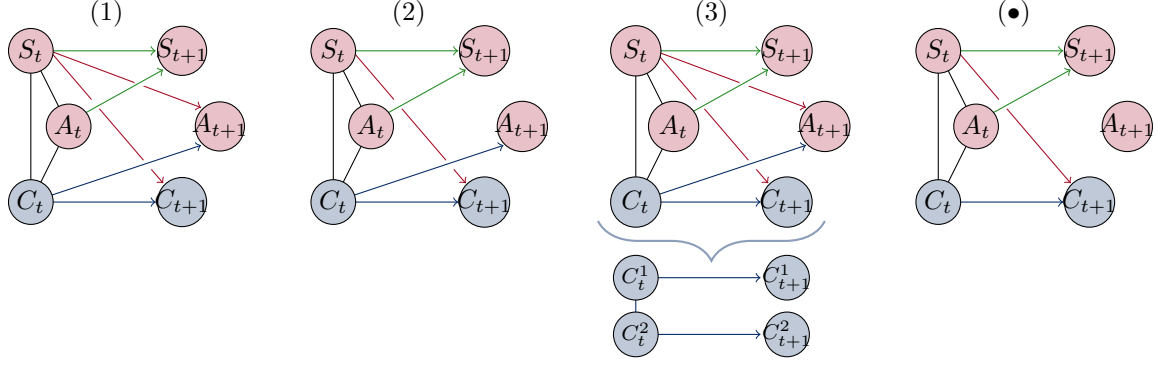 (1) (2) (3) (•)
S_t S_{t+1} S_t S_{t+1} S_t S_{t+1} S_t S_{t+1}
A_t A_{t+1} A_t A_{t+1} A_t A_{t+1} A_t A_{t+1}
C_t C_{t+1} C_t C_{t+1} C_t C_{t+1} C_t C_{t+1}
C_t^1 C_{t+1}^1
C_t^2 C_{t+1}^2